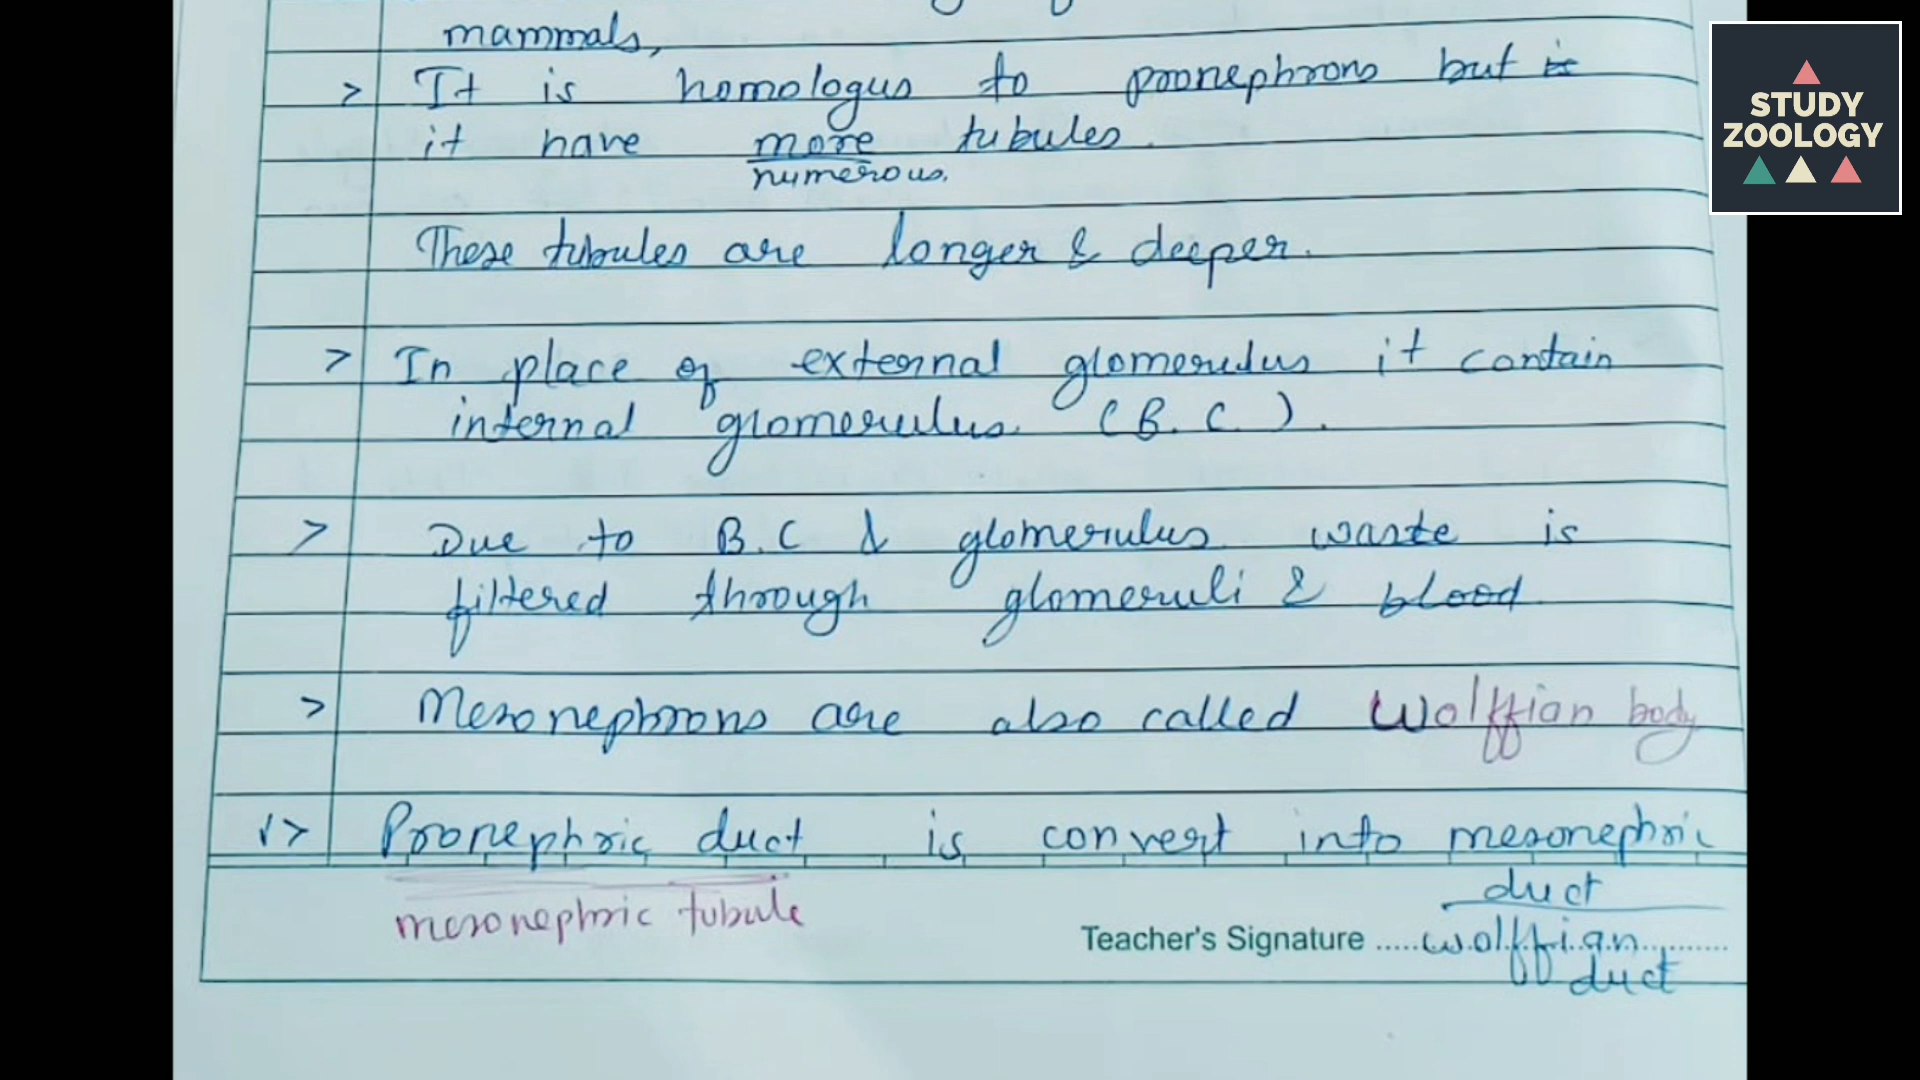 mammals,
> It is homologus to pronephrons but is
it have more tubules.
numerous.
These tubules are longer & deeper.
> In place of external glomerulus it contain
internal glomerulus (B.C.).
> Due to B.C & glomerulus waste is
filtered through glomeruli & blood
> Mesonephrons are also called Wolffian body
√> Pronephric duct is convert into mesonephric
duct
mesonephric tubule
Teacher's Signature ..... wolffian
duct
STUDY
ZOOLOGY